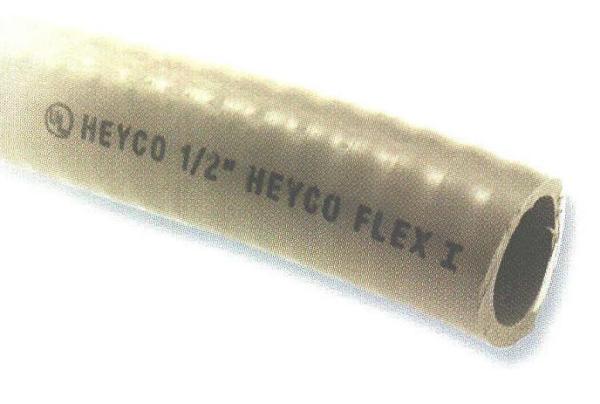 UL HEYCO 1/2" HEYCO FLEX I